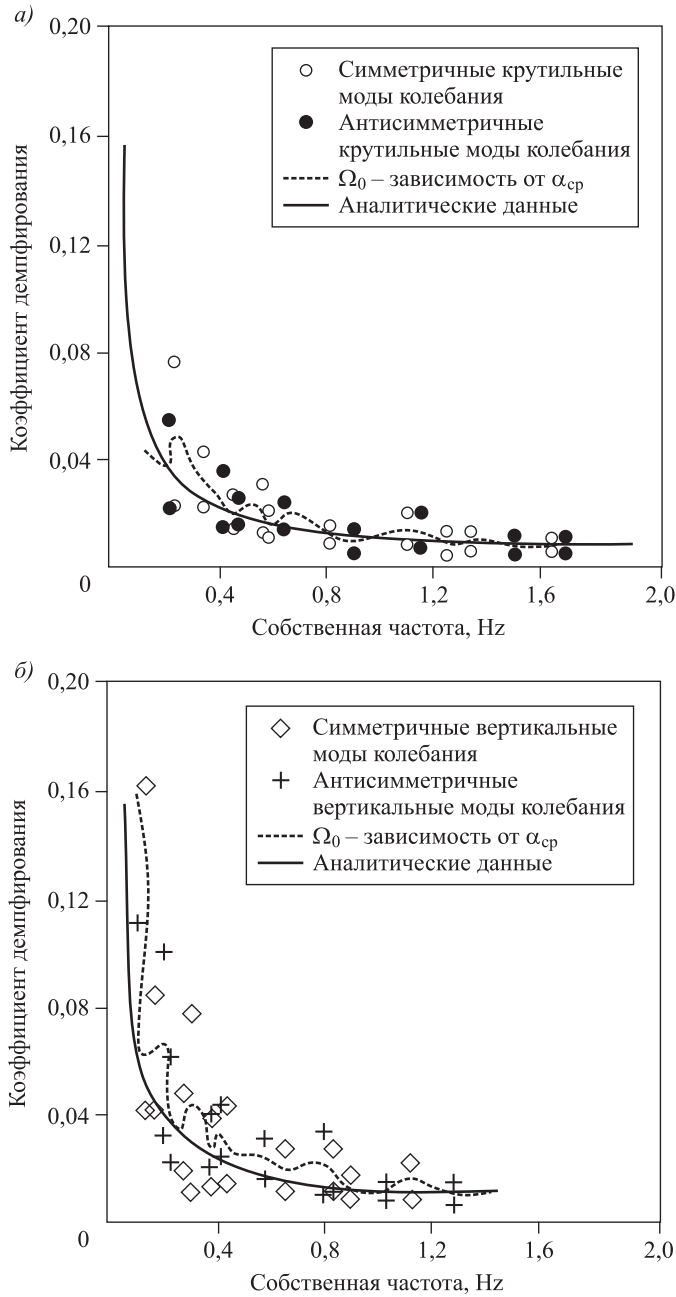 а)
0,20
0,16
0,12
0,08
0,04
0
Коэффициент демпфирования
Симметричные крутильные
моды колебания
Антисимметричные
крутильные моды колебания
Ω₀ – зависимость от αср
Аналитические данные
0,4
0,8
1,2
1,6
2,0
Собственная частота, Hz
б)
0,20
0,16
0,12
0,08
0,04
0
Коэффициент демпфирования
Симметричные вертикальные
моды колебания
Антисимметричные
вертикальные моды колебания
Ω₀ – зависимость от αср
Аналитические данные
0,4
0,8
1,2
1,6
2,0
Собственная частота, Hz